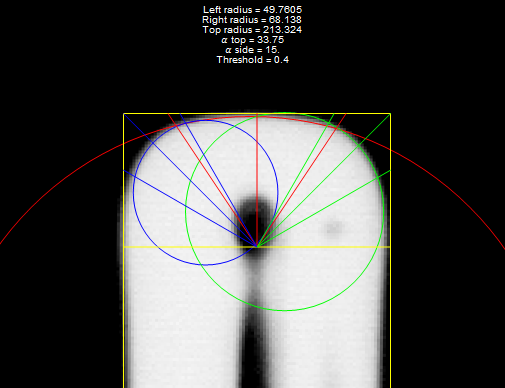 Left radius = 49.7605
Right radius = 68.138
Top radius = 213.324
α top = 33.75
α side = 15.
Threshold = 0.4